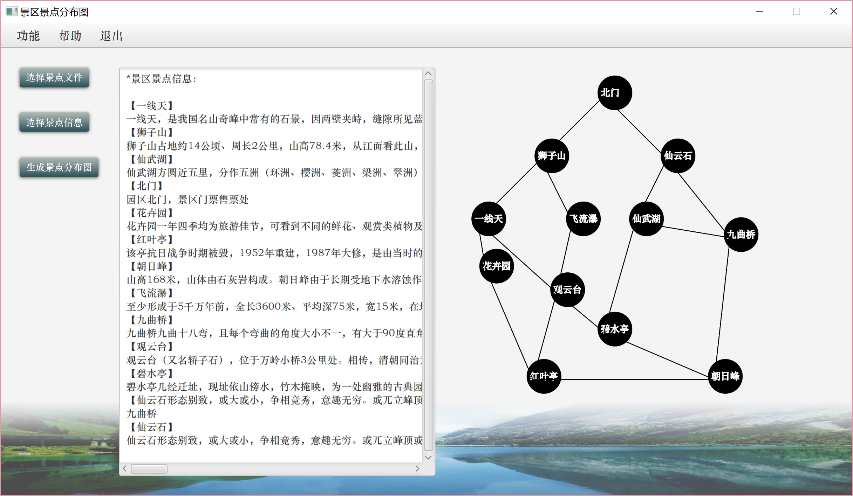 景区景点分布图
功能 帮助 退出
选择景点文件
选择景点信息
生成景点分布图
*景区景点信息:
【一线天】
一线天，是我国名山奇峰中常有的石景，因两壁夹峙，缝隙所见蓝
【狮子山】
狮子山占地约14公顷、周长2公里，山高78.4米，从江面看此山，
【仙武湖】
仙武湖方圆近五里，分作五洲（环洲、樱洲、菱洲、梁洲、翠洲）
【北门】
园区北门，景区门票售票处
【花卉园】
花卉园一年四季均为旅游佳节，可看到不同的鲜花、观赏类植物及
【红叶亭】
该亭抗日战争时期被毁，1952年重建，1987年大修，是由当时的
【朝日峰】
山高168米，山体由石灰岩构成。朝日峰由于长期受地下水溶蚀作
【飞流瀑】
至少形成于5千万年前，全长3600米、平均深75米，宽15米，在
【九曲桥】
九曲桥九曲十八弯，且每个弯曲的角度大小不一，有大于90度直角
【观云台】
观云台（又名轿子石），位于万岭小桥3公里处。相传，清朝同治
【碧水亭】
碧水亭几经迁址，现址依山傍水，竹木掩映，为一处幽雅的古典园
【仙云石形态别致，或大或小，争相竞秀，意趣无穷。或兀立峰顶
九曲桥
【仙云石】
仙云石形态别致，或大或小，争相竞秀，意趣无穷。或兀立峰顶或
北门
狮子山
仙云石
一线天
飞流瀑
仙武湖
九曲桥
花卉园
观云台
碧水亭
红叶亭
朝日峰